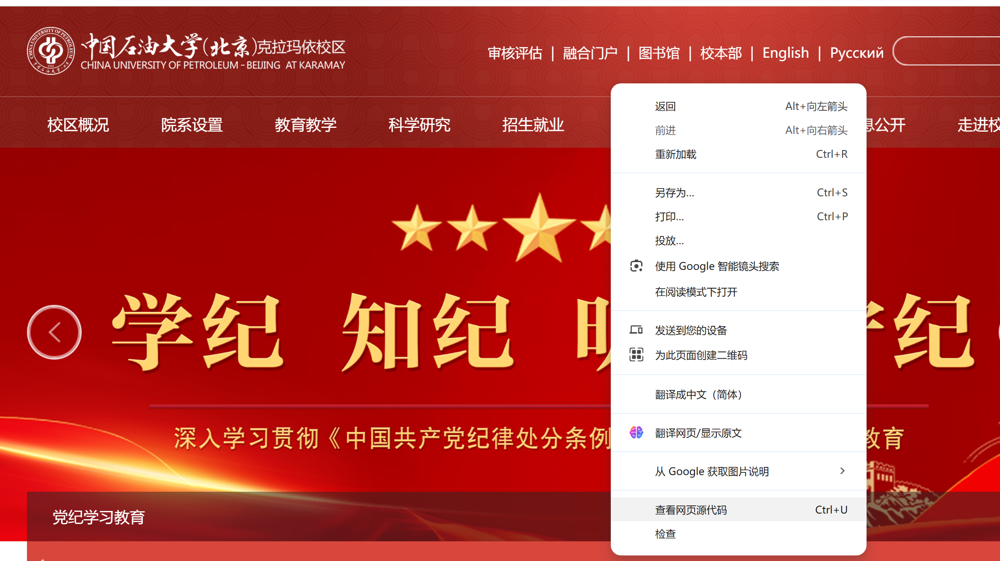 中国石油大学(北京)克拉玛依校区
CHINA UNIVERSITY OF PETROLEUM-BEIJING AT KARAMAY
CHINA UNIVERSITY OF PETROLEUM
1953
审核评估 | 融合门户 | 图书馆 | 校本部 | English | Русский
校区概况 院系设置 教育教学 科学研究 招生就业 息公开 走进校
返回 Alt+向左箭头
前进 Alt+向右箭头
重新加载 Ctrl+R
另存为... Ctrl+S
打印... Ctrl+P
投放...
使用 Google 智能镜头搜索
在阅读模式下打开
发送到您的设备
为此页面创建二维码
翻译成中文（简体）
翻译网页/显示原文
从 Google 获取图片说明
查看网页源代码 Ctrl+U
检查
学纪 知纪 纪
深入学习贯彻《中国共产党纪律处分条例 教育
党纪学习教育